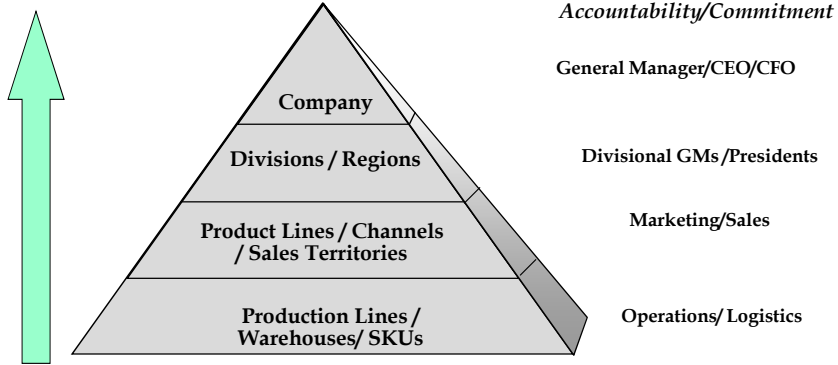 Accountability/Commitment
General Manager/CEO/CFO
Company
Divisions / Regions
Divisional GMs/Presidents
Product Lines / Channels
/ Sales Territories
Marketing/Sales
Production Lines /
Warehouses/ SKUs
Operations/ Logistics